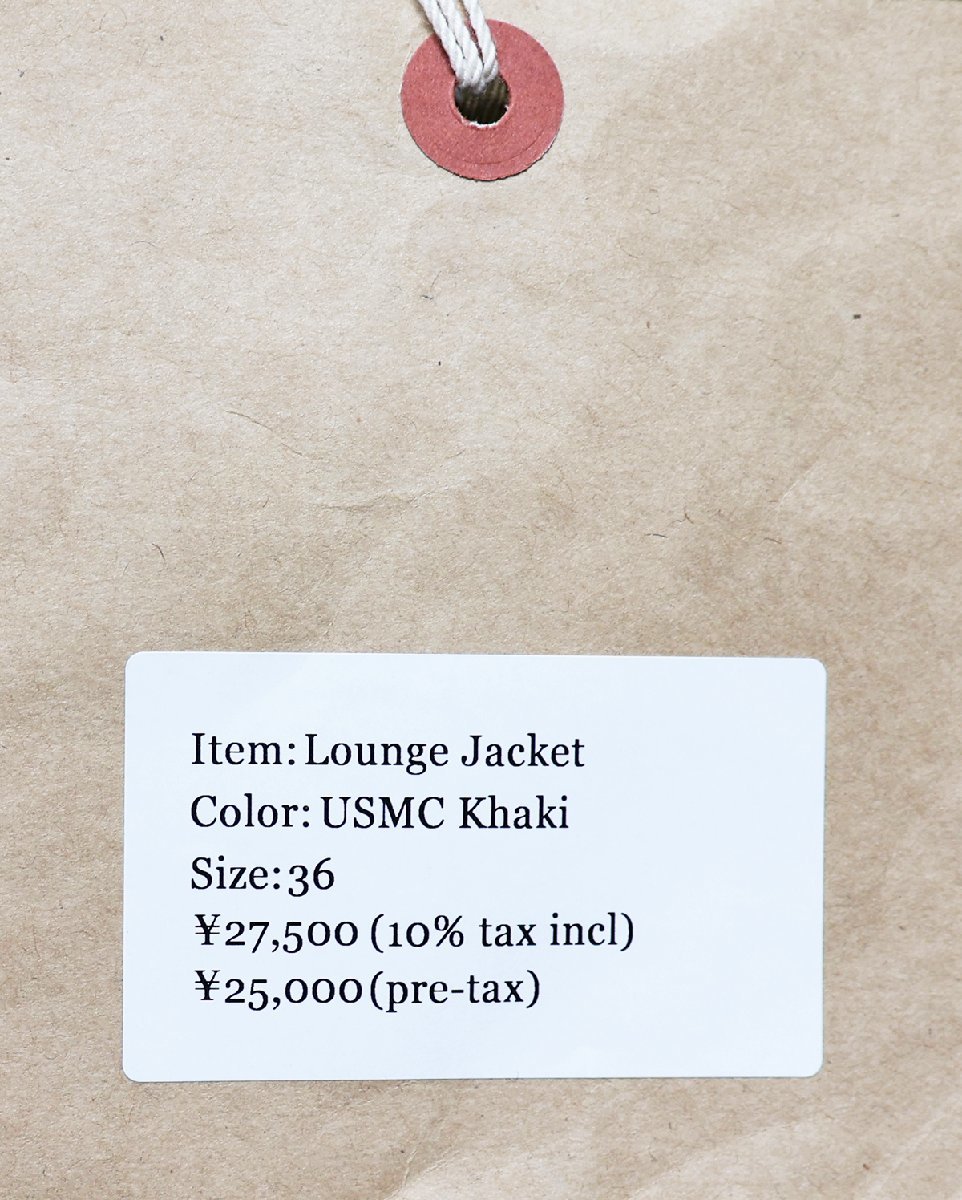 Item: Lounge Jacket
Color: USMC Khaki
Size: 36
¥27,500 (10% tax incl)
¥25,000 (pre-tax)